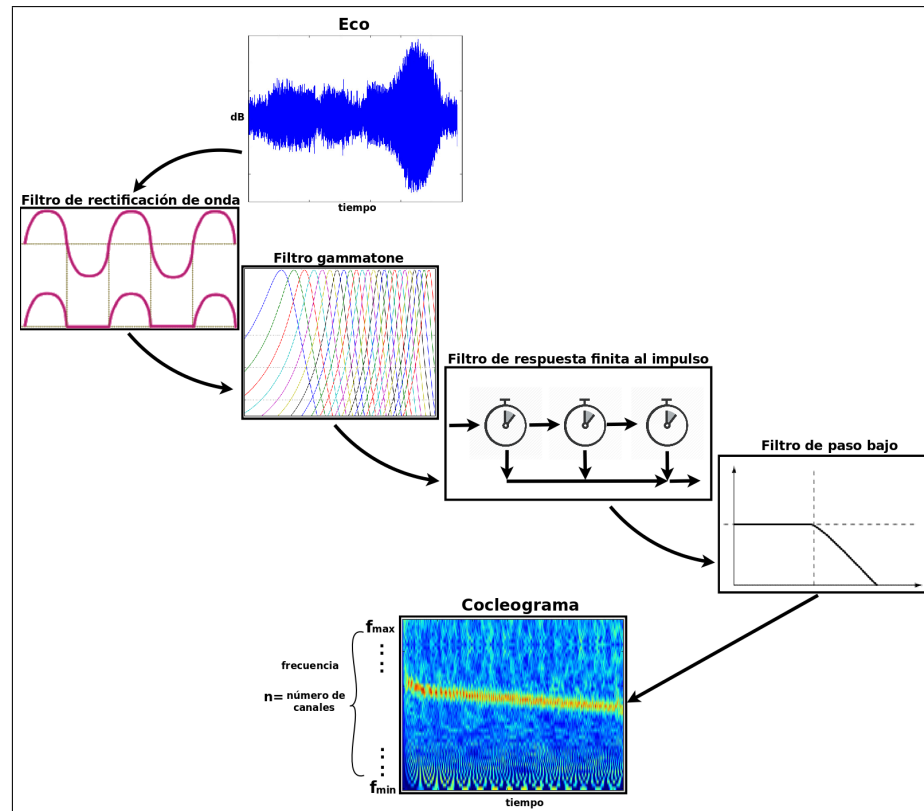 Eco
dB
tiempo
Filtro de rectificación de onda
Filtro gammatone
Filtro de respuesta finita al impulso
Filtro de paso bajo
Cocleograma
fmax
frecuencia
n= número de
canales
fmin
tiempo